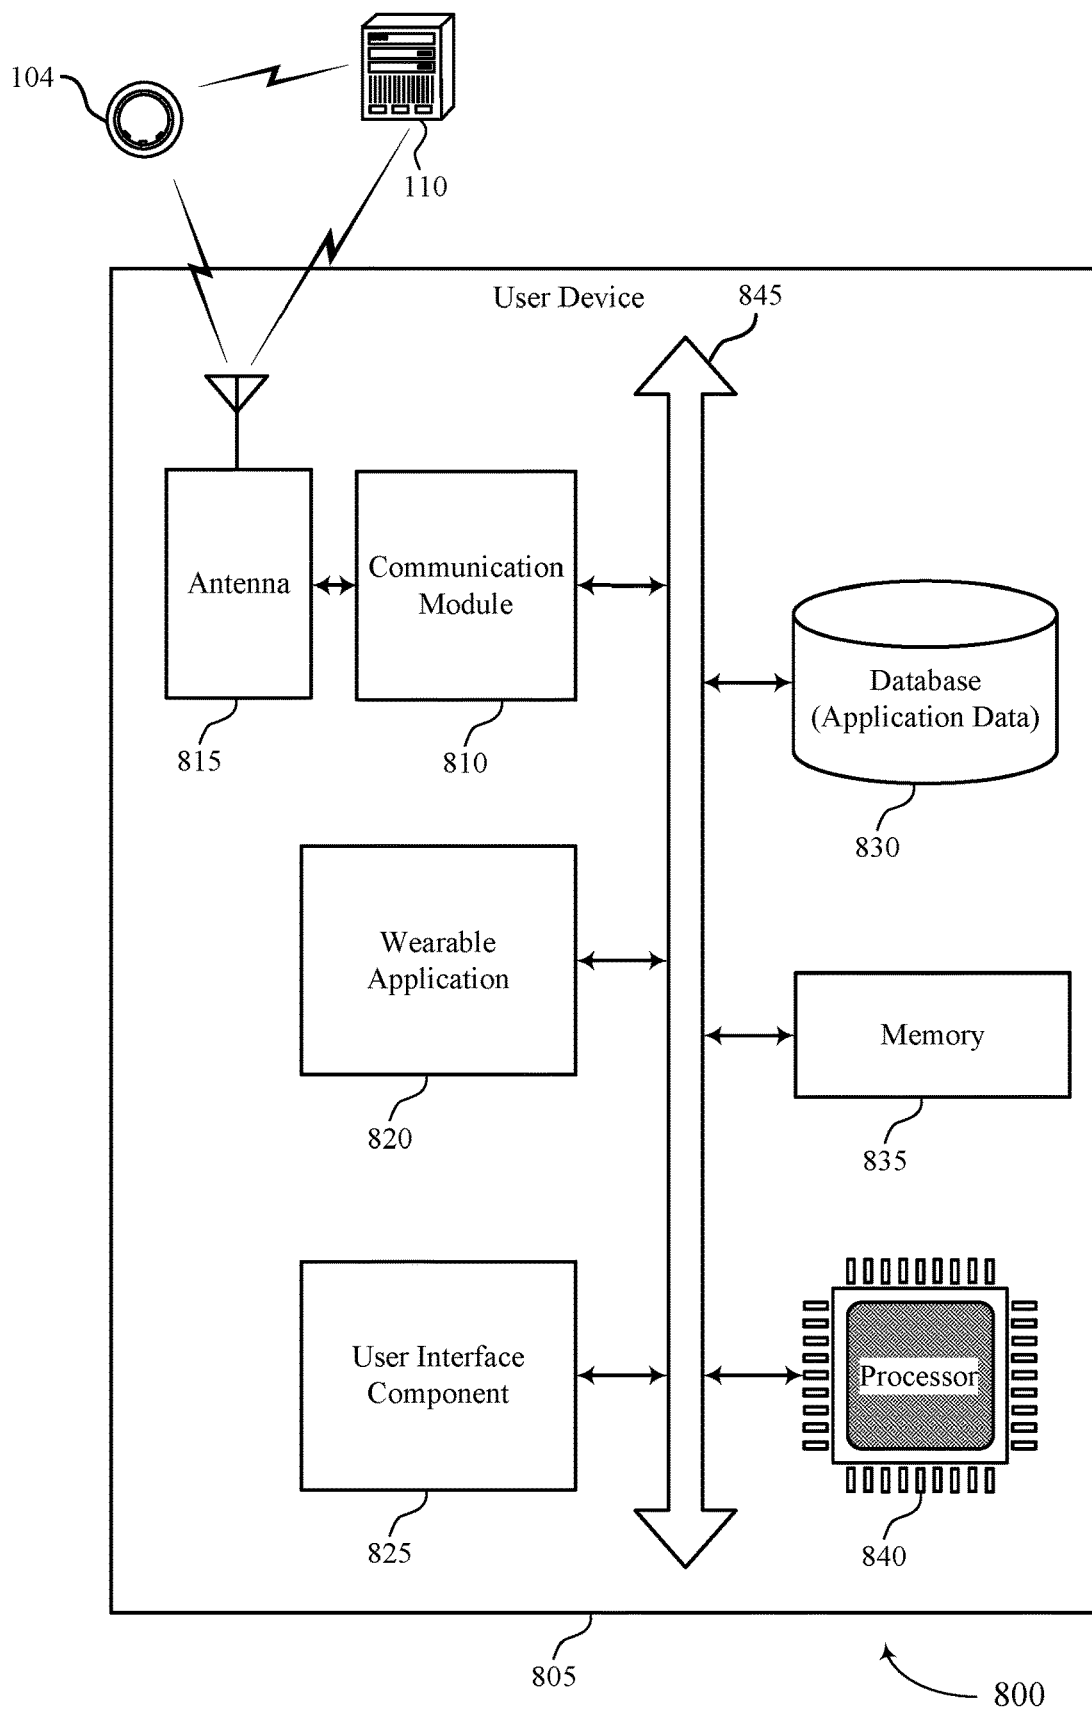 104
110
User Device
845
Antenna
Communication
Module
815
810
Database
(Application Data)
830
Wearable
Application
820
Memory
835
User Interface
Component
825
Processor
840
805
800